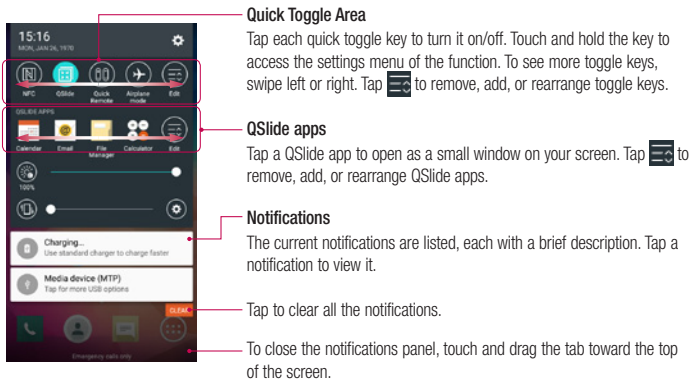 15:16
MON, JAN 26, 1970
NFC
QSlide
Quick Remote
Airplane mode
Edit
QSLIDE APPS
Calendar
Email
File Manager
Calculator
Edit
100%
Charging...
Use standard charger to charge faster
Media device (MTP)
Tap for more USB options
CLEAR
Emergency calls only
Quick Toggle Area
Tap each quick toggle key to turn it on/off. Touch and hold the key to
access the settings menu of the function. To see more toggle keys,
swipe left or right. Tap to remove, add, or rearrange toggle keys.
QSlide apps
Tap a QSlide app to open as a small window on your screen. Tap to
remove, add, or rearrange QSlide apps.
Notifications
The current notifications are listed, each with a brief description. Tap a
notification to view it.
Tap to clear all the notifications.
To close the notifications panel, touch and drag the tab toward the top
of the screen.